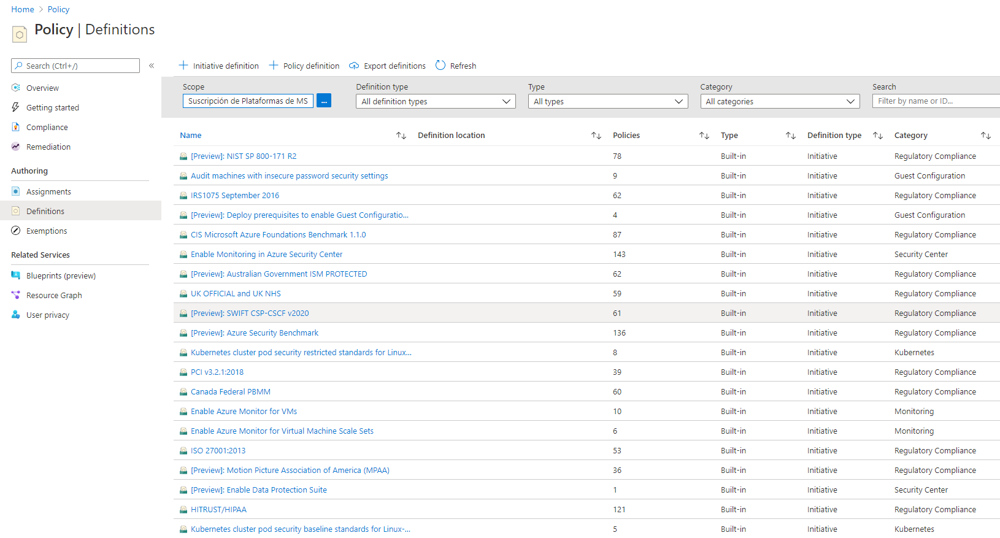 Home > Policy
Policy | Definitions
Search (Ctrl+/)
«
Overview
Getting started
Compliance
Remediation
Authoring
Assignments
Definitions
Exemptions
Related Services
Blueprints (preview)
Resource Graph
User privacy
Initiative definition Policy definition Export definitions Refresh
Scope Definition type Type Category Search
Suscripción de Plataformas de MS ... All definition types All types All categories Filter by name or ID...
Name Definition location Policies Type Definition type Category
[Preview]: NIST SP 800-171 R2 78 Built-in Initiative Regulatory Compliance
Audit machines with insecure password security settings 9 Built-in Initiative Guest Configuration
IRS1075 September 2016 62 Built-in Initiative Regulatory Compliance
[Preview]: Deploy prerequisites to enable Guest Configuratio... 4 Built-in Initiative Guest Configuration
CIS Microsoft Azure Foundations Benchmark 1.1.0 87 Built-in Initiative Regulatory Compliance
Enable Monitoring in Azure Security Center 143 Built-in Initiative Security Center
[Preview]: Australian Government ISM PROTECTED 62 Built-in Initiative Regulatory Compliance
UK OFFICIAL and UK NHS 59 Built-in Initiative Regulatory Compliance
[Preview]: SWIFT CSP-CSCF v2020 61 Built-in Initiative Regulatory Compliance
[Preview]: Azure Security Benchmark 136 Built-in Initiative Regulatory Compliance
Kubernetes cluster pod security restricted standards for Linux... 8 Built-in Initiative Kubernetes
PCI v3.2.1:2018 39 Built-in Initiative Regulatory Compliance
Canada Federal PBMM 60 Built-in Initiative Regulatory Compliance
Enable Azure Monitor for VMs 10 Built-in Initiative Monitoring
Enable Azure Monitor for Virtual Machine Scale Sets 6 Built-in Initiative Monitoring
ISO 27001:2013 53 Built-in Initiative Regulatory Compliance
[Preview]: Motion Picture Association of America (MPAA) 36 Built-in Initiative Regulatory Compliance
[Preview]: Enable Data Protection Suite 1 Built-in Initiative Security Center
HITRUST/HIPAA 121 Built-in Initiative Regulatory Compliance
Kubernetes cluster pod security baseline standards for Linux-... 5 Built-in Initiative Kubernetes